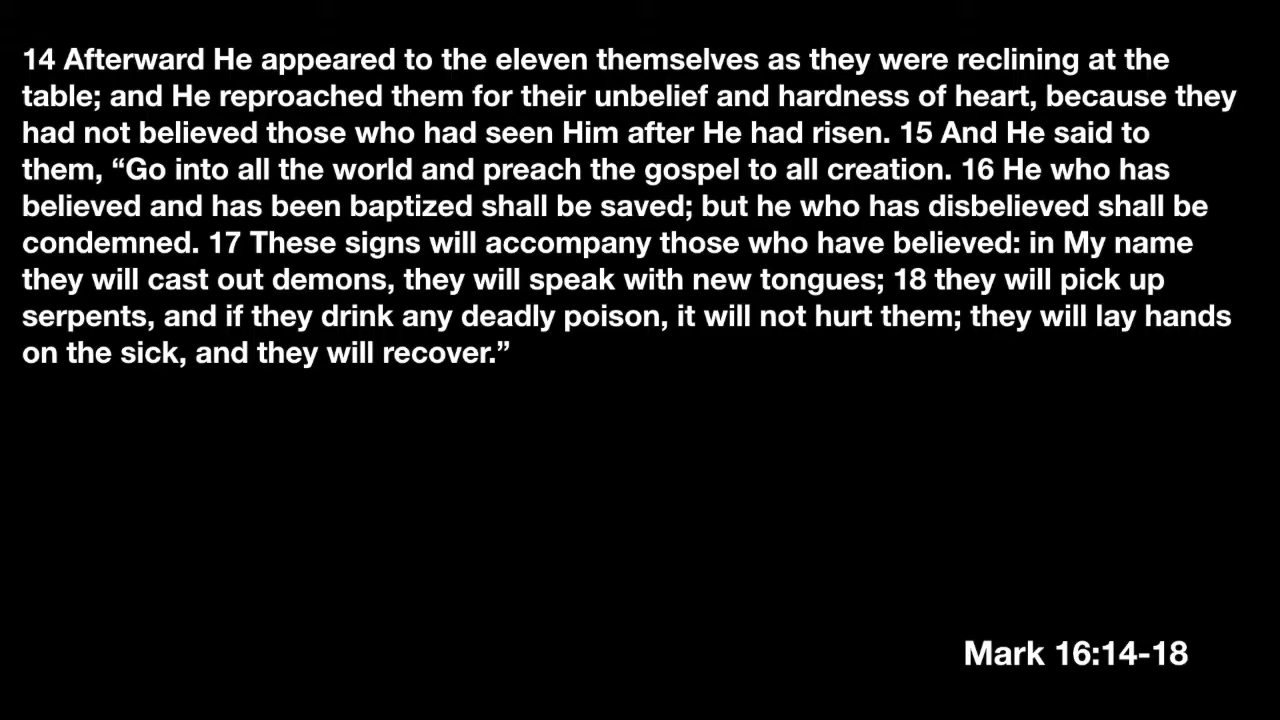 14 Afterward He appeared to the eleven themselves as they were reclining at the
table; and He reproached them for their unbelief and hardness of heart, because they
had not believed those who had seen Him after He had risen. 15 And He said to
them, “Go into all the world and preach the gospel to all creation. 16 He who has
believed and has been baptized shall be saved; but he who has disbelieved shall be
condemned. 17 These signs will accompany those who have believed: in My name
they will cast out demons, they will speak with new tongues; 18 they will pick up
serpents, and if they drink any deadly poison, it will not hurt them; they will lay hands
on the sick, and they will recover.”
Mark 16:14-18